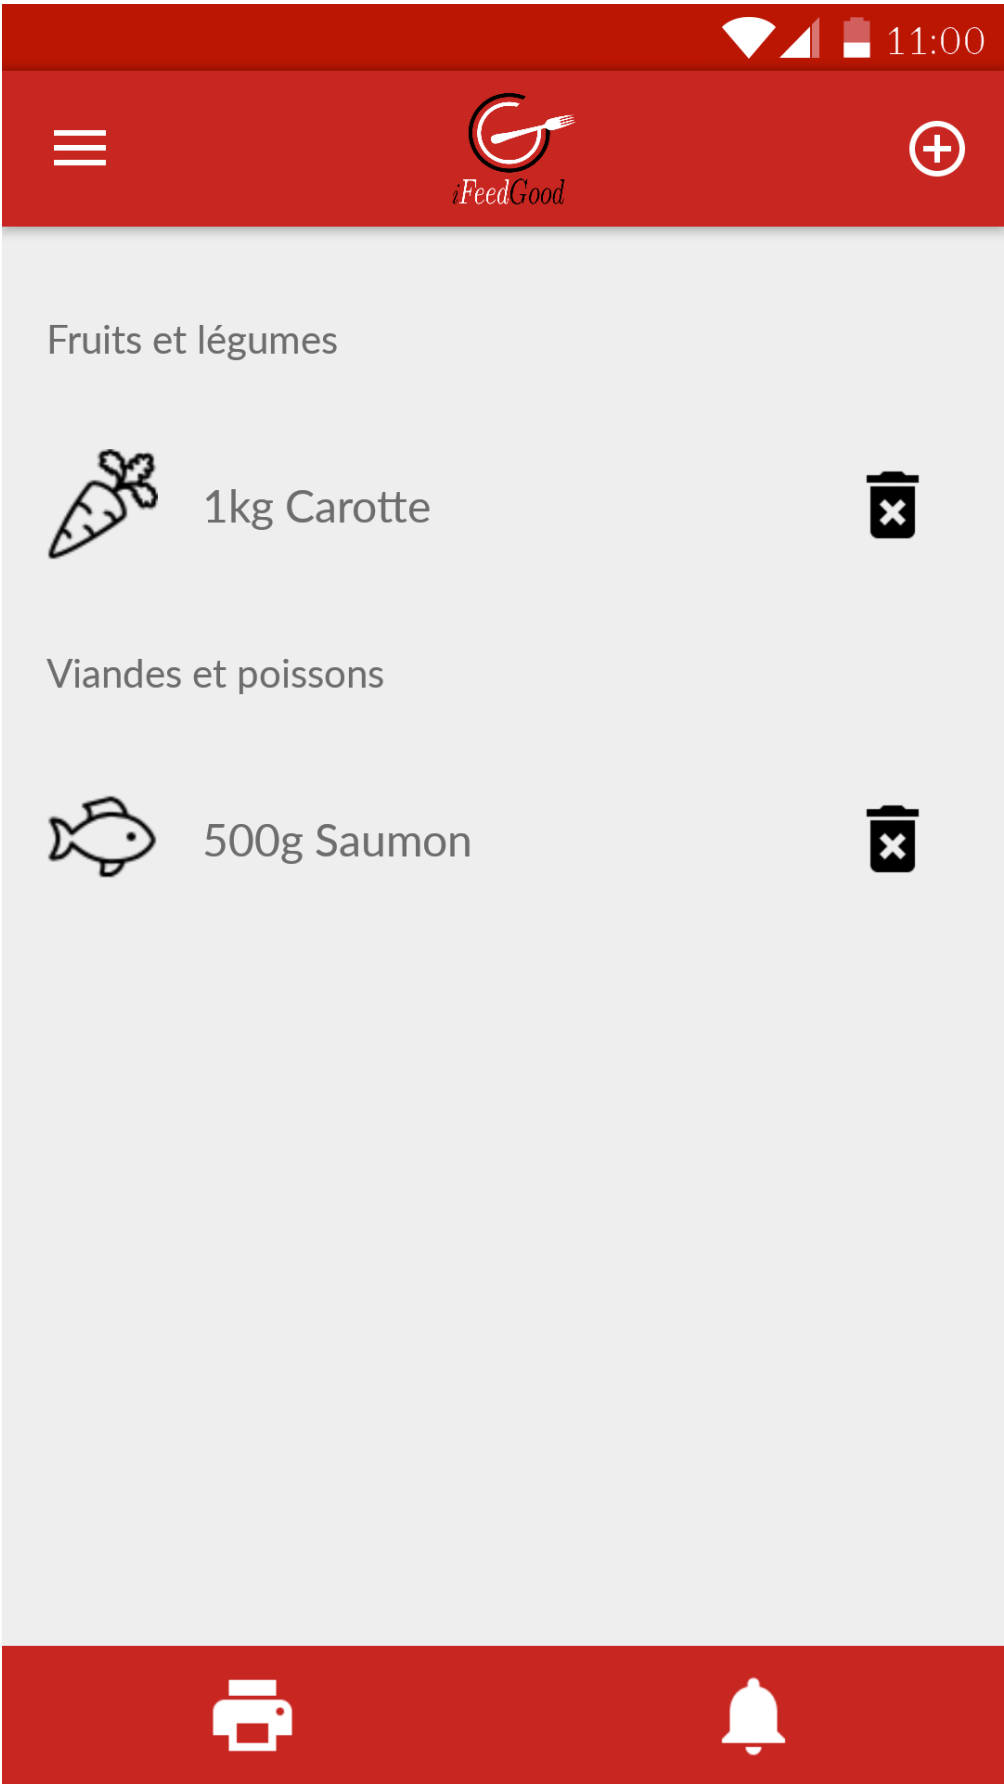 11:00
iFeedGood
Fruits et légumes
1kg Carotte
Viandes et poissons
500g Saumon